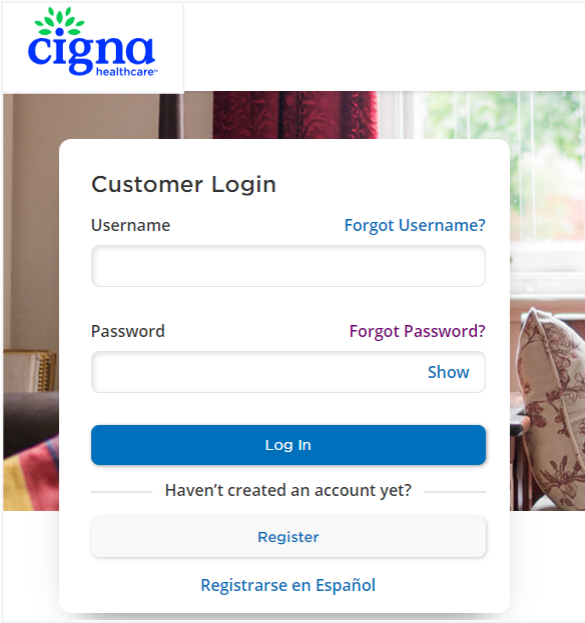 cigna
healthcare℠
Customer Login
Username
Forgot Username?
Password
Forgot Password?
Show
Log In
Haven't created an account yet?
Register
Registrarse en Español